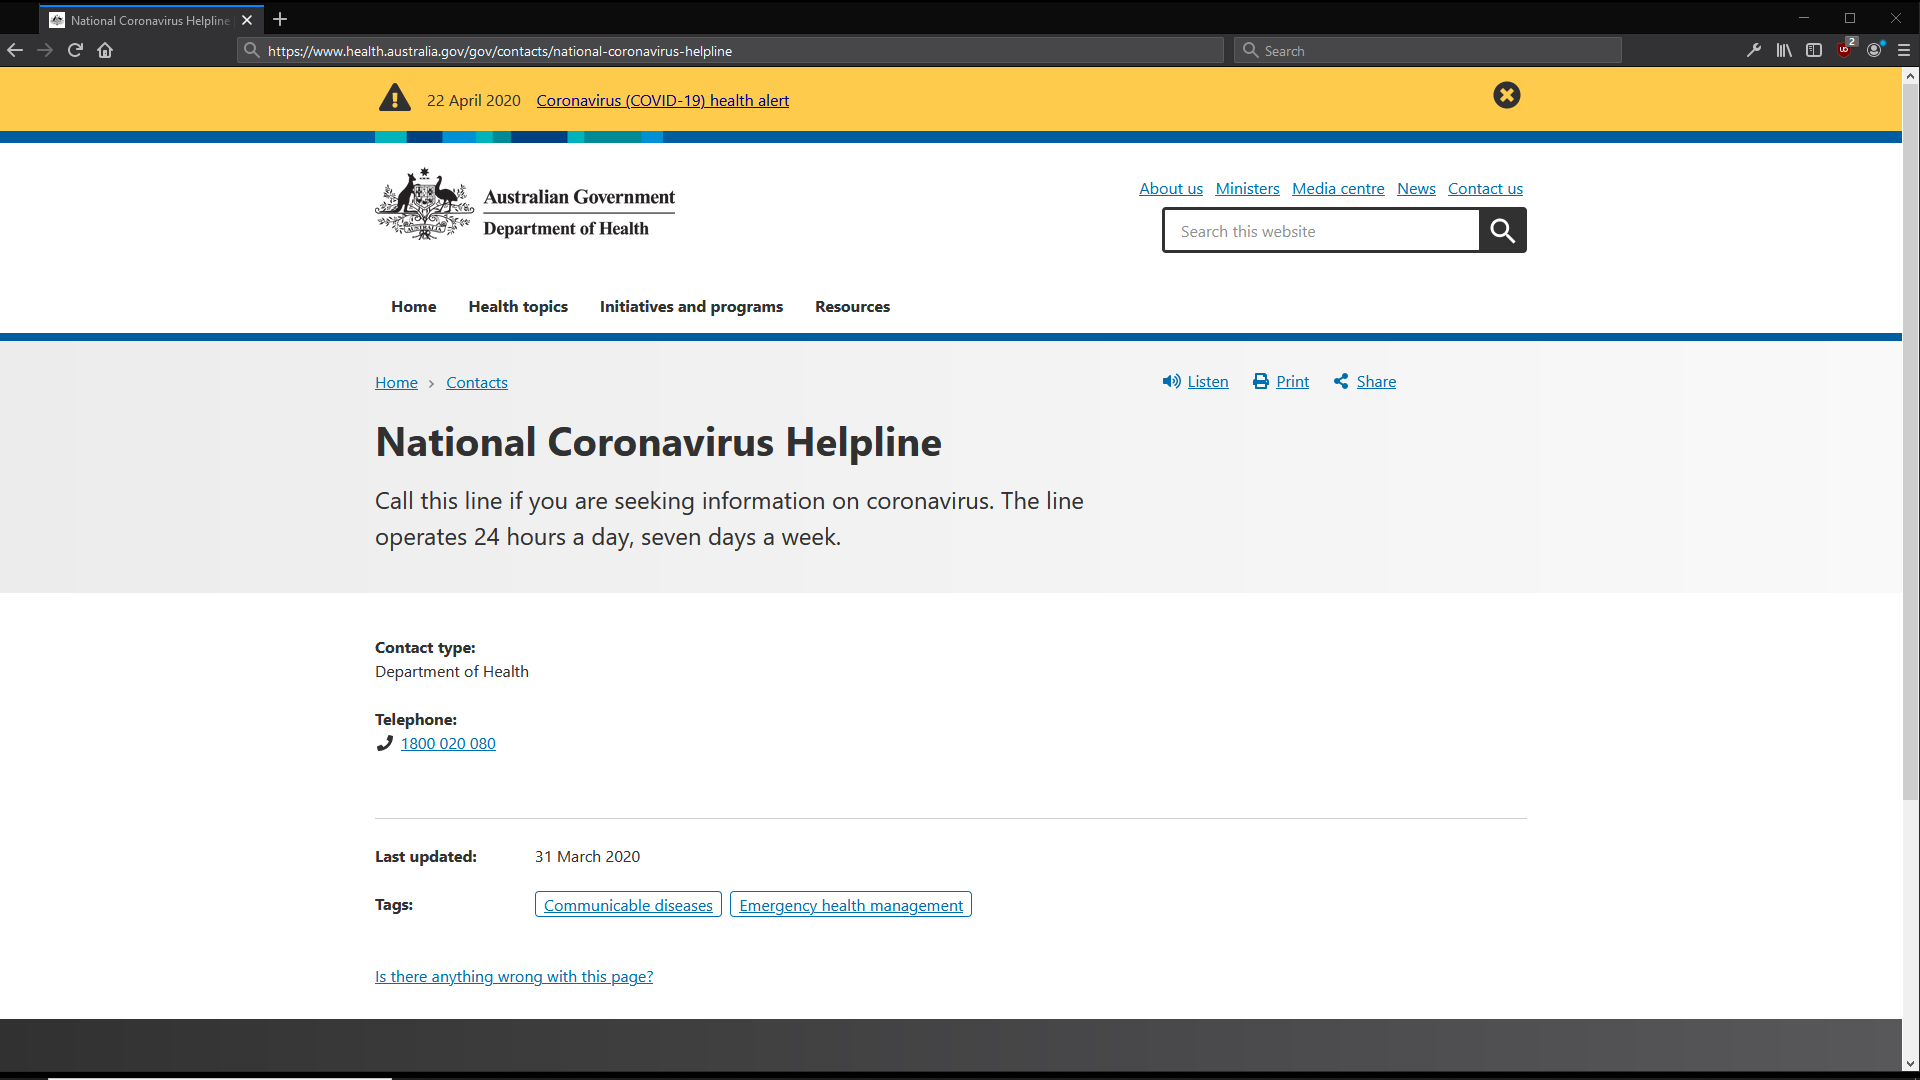 National Coronavirus Helpline
https://www.health.australia.gov/gov/contacts/national-coronavirus-helpline
Search
2
22 April 2020 Coronavirus (COVID-19) health alert
Australian Government
Department of Health
About us Ministers Media centre News Contact us
Search this website
Home Health topics Initiatives and programs Resources
Home > Contacts
Listen Print Share
National Coronavirus Helpline
Call this line if you are seeking information on coronavirus. The line
operates 24 hours a day, seven days a week.
Contact type:
Department of Health
Telephone:
1800 020 080
Last updated: 31 March 2020
Tags: Communicable diseases Emergency health management
Is there anything wrong with this page?